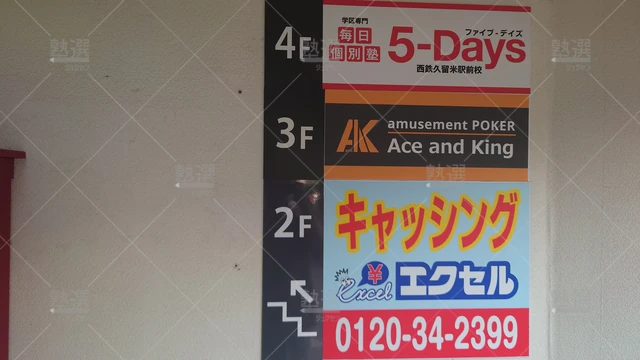 4F
学区専門
毎日
個別塾
5-Days
ファイブ・デイズ
西鉄久留米駅前校
3F
AK
amusement POKER
Ace and King
2F
キャッシング
¥
Excel
エクセル
0120-34-2399